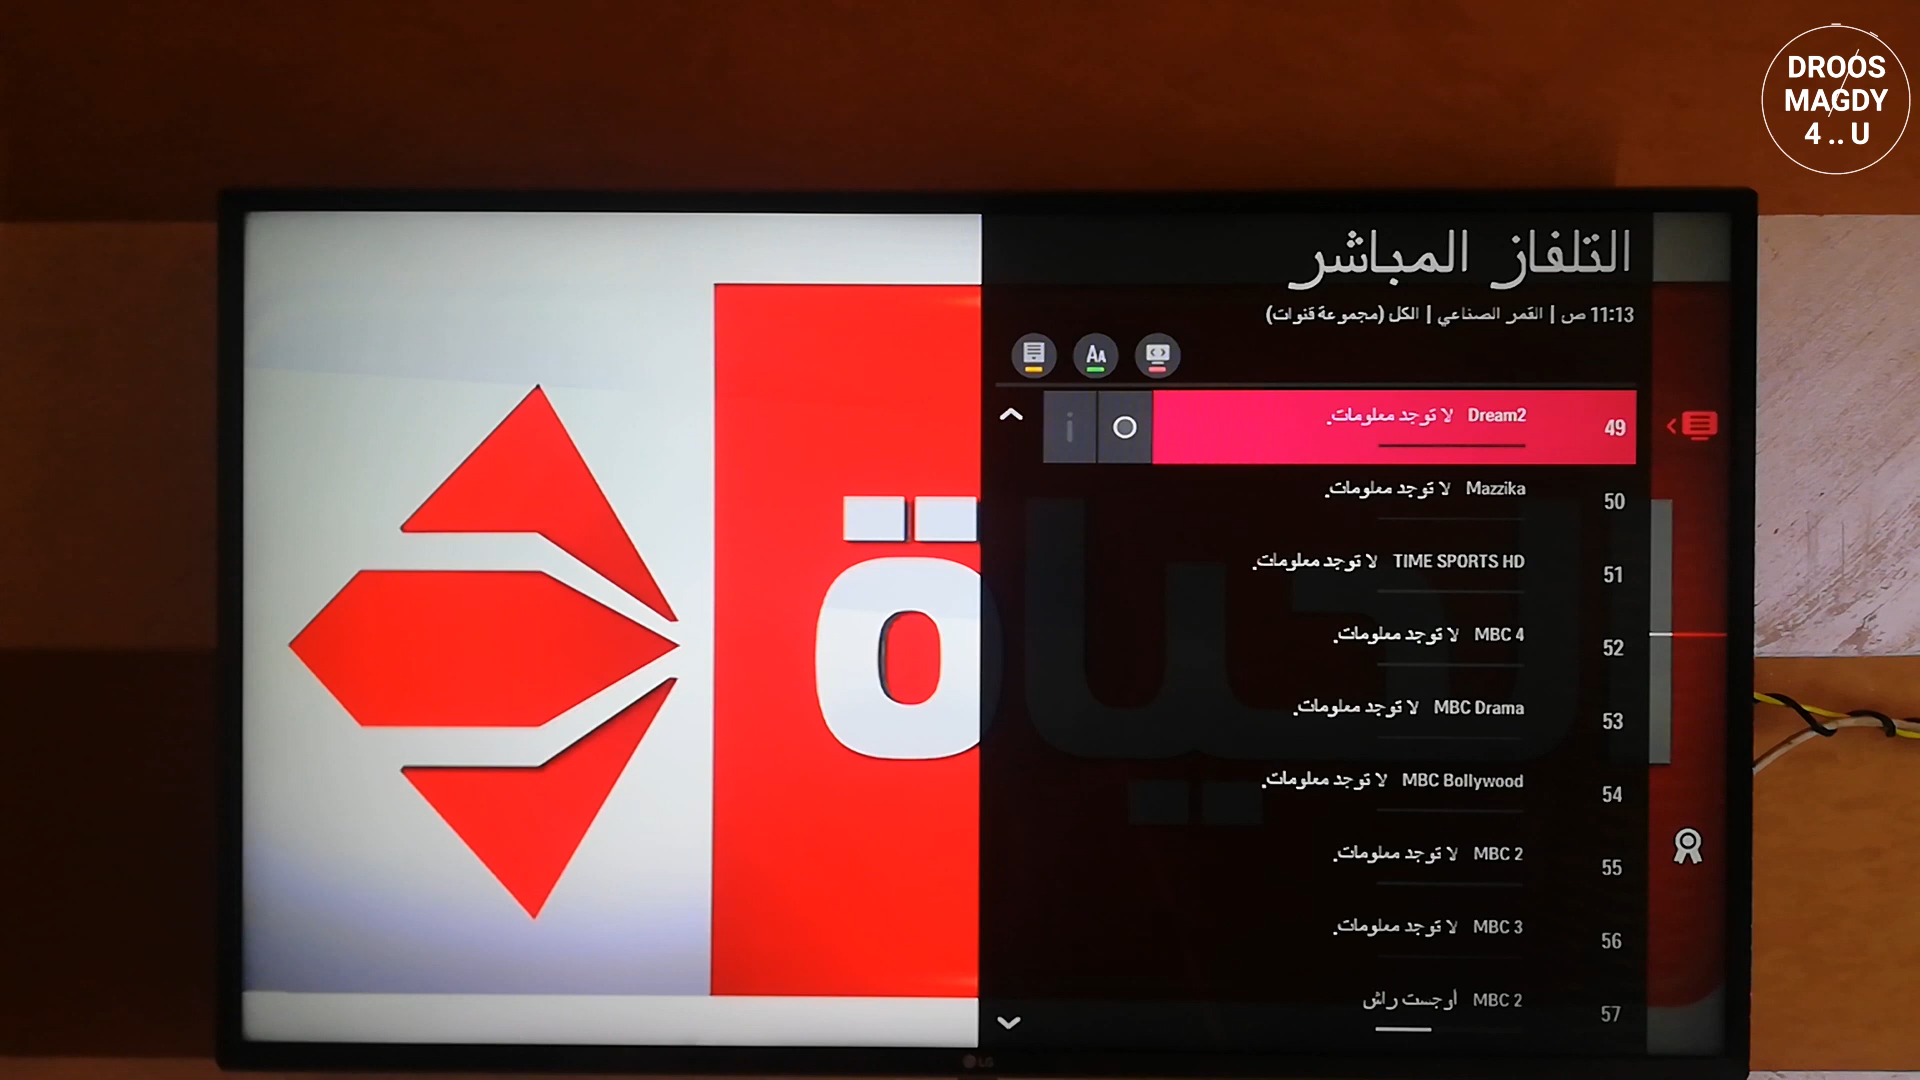 DROOS
MAGDY
4 .. U
التلفاز المباشر
11:13 ص | القمر الصناعي | الكل (مجموعة قنوات)
AA
49 Dream2 لا توجد معلومات.
50 Mazzika لا توجد معلومات.
51 TIME SPORTS HD لا توجد معلومات.
52 MBC 4 لا توجد معلومات.
53 MBC Drama لا توجد معلومات.
54 MBC Bollywood لا توجد معلومات.
55 MBC 2 لا توجد معلومات.
56 MBC 3 لا توجد معلومات.
57 MBC 2 أوجست راش
الحياة
LG